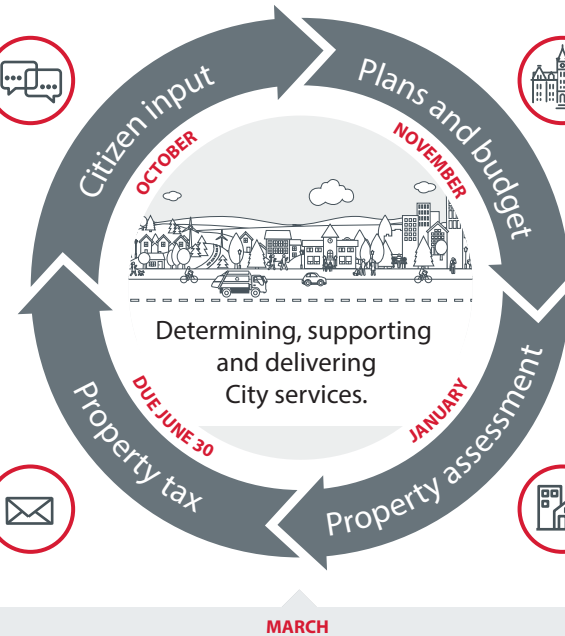 Citizen input
OCTOBER
Plans and budget
NOVEMBER
Determining, supporting
and delivering
City services.
Property assessment
JANUARY
Property tax
DUE JUNE 30
MARCH